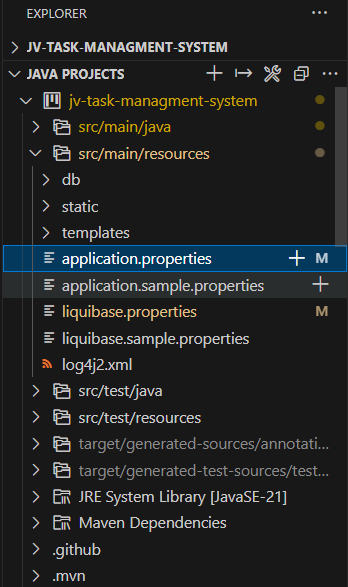 EXPLORER
JV-TASK-MANAGMENT-SYSTEM
JAVA PROJECTS
jv-task-managment-system
src/main/java
src/main/resources
db
static
templates
application.properties M
application.sample.properties
liquibase.properties M
liquibase.sample.properties
log4j2.xml
src/test/java
src/test/resources
target/generated-sources/annotati...
target/generated-test-sources/test...
JRE System Library [JavaSE-21]
Maven Dependencies
.github
.mvn